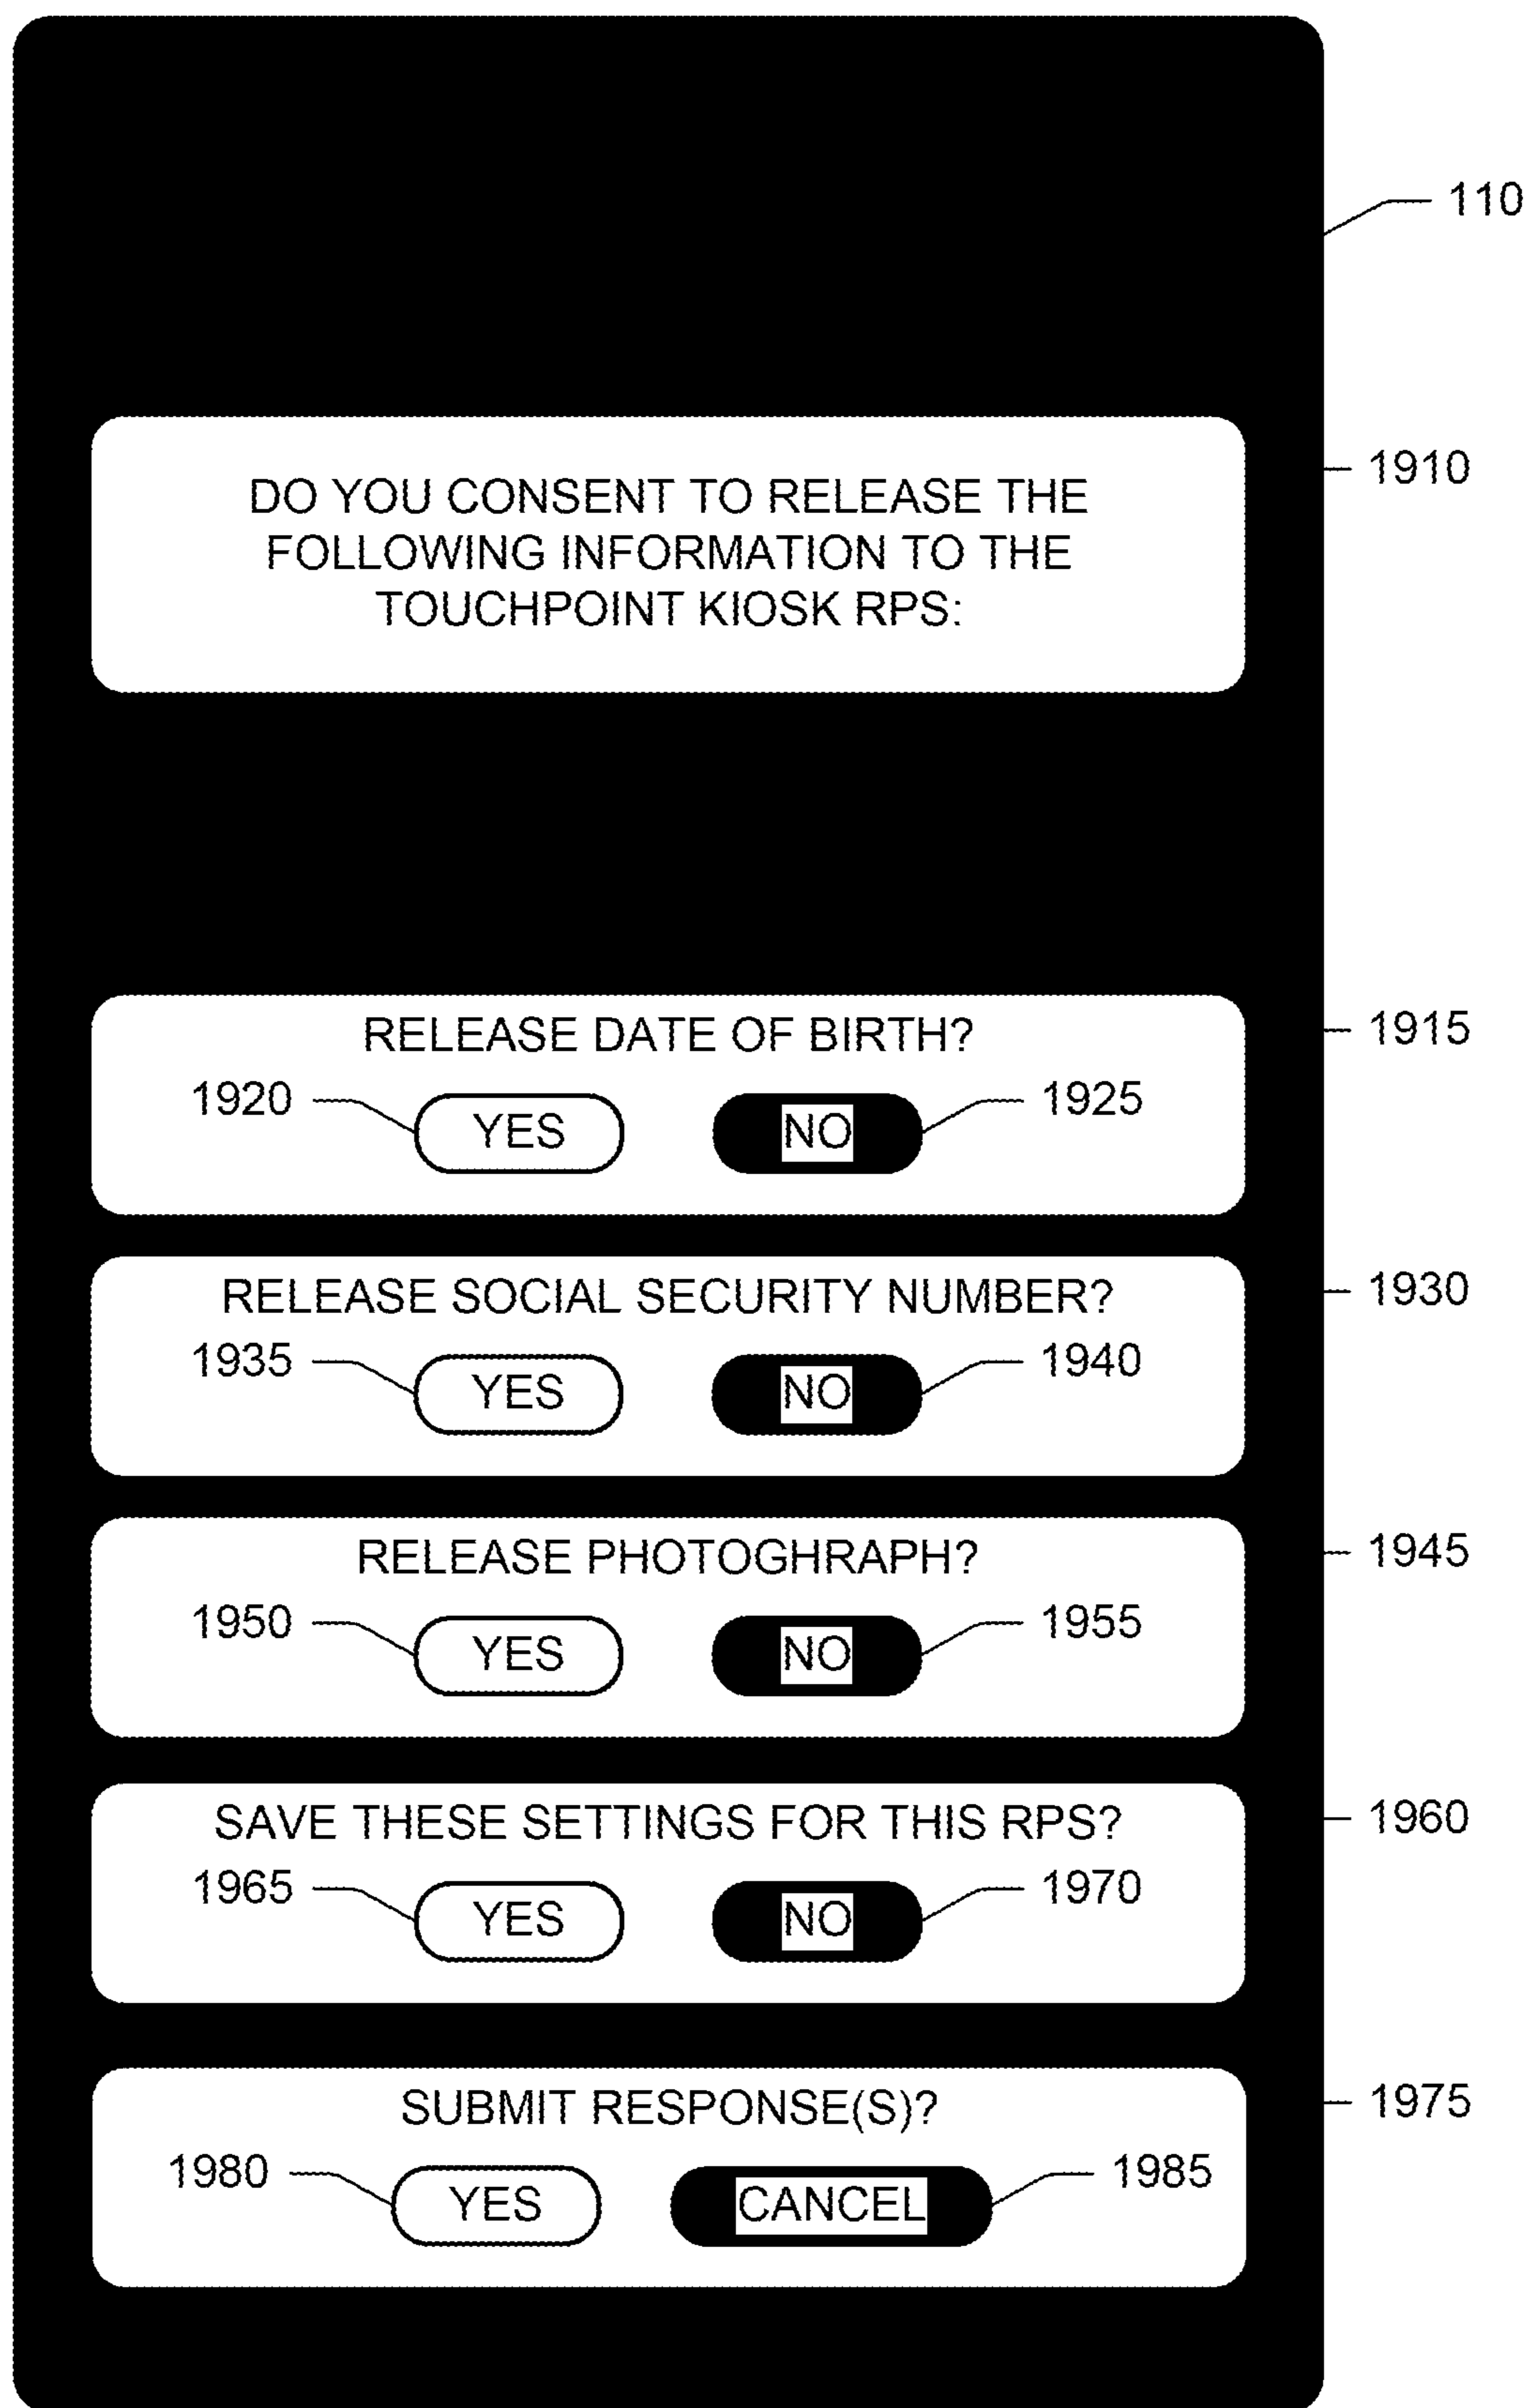 110
1910
DO YOU CONSENT TO RELEASE THE
FOLLOWING INFORMATION TO THE
TOUCHPOINT KIOSK RPS:
1915
RELEASE DATE OF BIRTH?
1920 YES NO 1925
1930
RELEASE SOCIAL SECURITY NUMBER?
1935 YES NO 1940
1945
RELEASE PHOTOGHRAPH?
1950 YES NO 1955
1960
SAVE THESE SETTINGS FOR THIS RPS?
1965 YES NO 1970
1975
SUBMIT RESPONSE(S)?
1980 YES CANCEL 1985